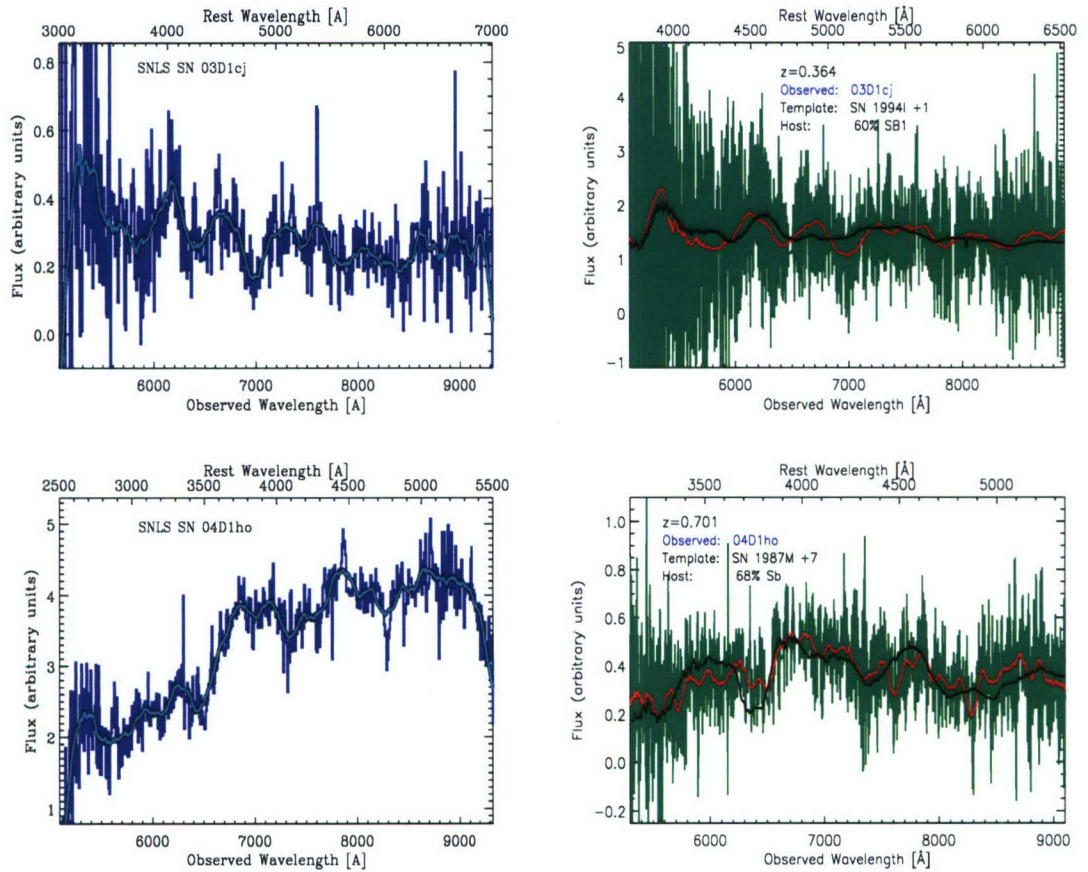 Rest Wavelength [A]
3000 4000 5000 6000 7000
SNLS SN 03D1cj
Flux (arbitrary units)
0.8
0.6
0.4
0.2
0.0
6000 7000 8000 9000
Observed Wavelength [A]
Rest Wavelength [Å]
4000 4500 5000 5500 6000 6500
z=0.364
Observed: 03D1cj
Template: SN 1994I +1
Host: 60% SB1
Flux (arbitrary units)
5
4
3
2
1
0
-1
6000 7000 8000
Observed Wavelength [Å]
Rest Wavelength [A]
2500 3000 3500 4000 4500 5000 5500
SNLS SN 04D1ho
Flux (arbitrary units)
5
4
3
2
1
6000 7000 8000 9000
Observed Wavelength [A]
Rest Wavelength [Å]
3500 4000 4500 5000
z=0.701
Observed: 04D1ho
Template: SN 1987M +7
Host: 68% Sb
Flux (arbitrary units)
1.0
0.8
0.6
0.4
0.2
0.0
-0.2
6000 7000 8000 9000
Observed Wavelength [Å]